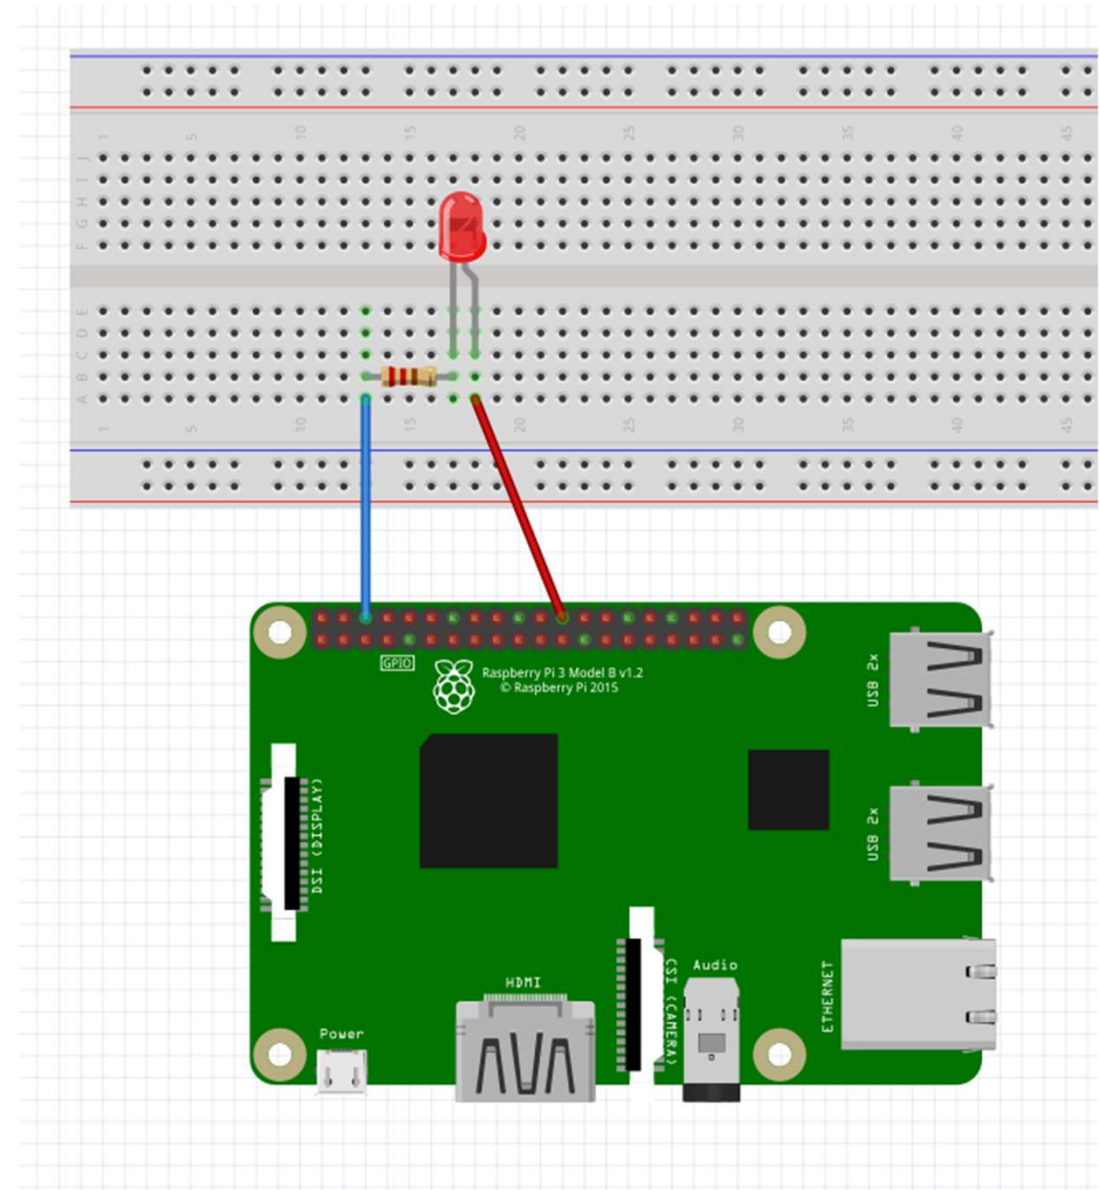 1 5 10 15 20 25 30 35 40 45
J
I
H
G
F
E
D
C
B
A
1 5 10 15 20 25 30 35 40 45
GPIO
Raspberry Pi 3 Model B v1.2
© Raspberry Pi 2015
USB 2x
DSI (DISPLAY)
USB 2x
CSI (CAMERA)
Audio
ETHERNET
HDMI
Power